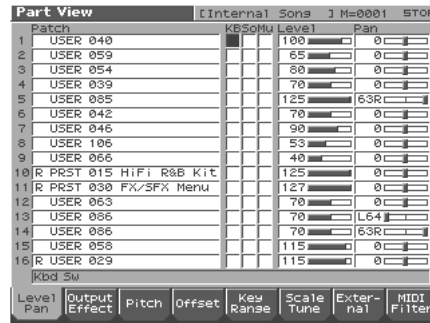 Part View [Internal Song ] M=0001 STOP
Patch KBSoMu Level Pan
1 USER 040 100 0
2 USER 059 65 0
3 USER 054 80 0
4 USER 039 70 0
5 USER 085 125 63R
6 USER 042 70 0
7 USER 046 90 0
8 USER 106 53 0
9 USER 066 40 0
10 R PRST 015 HiFi R&B Kit 125 0
11 R PRST 030 FX/SFX Menu 127 0
12 USER 063 70 0
13 USER 086 70 L64
14 USER 086 70 63R
15 USER 058 115 0
16 R USER 029 115 0
Kbd Sw
Level Pan Output Effect Pitch Offset Key Range Scale Tune Exter-nal MIDI Filter